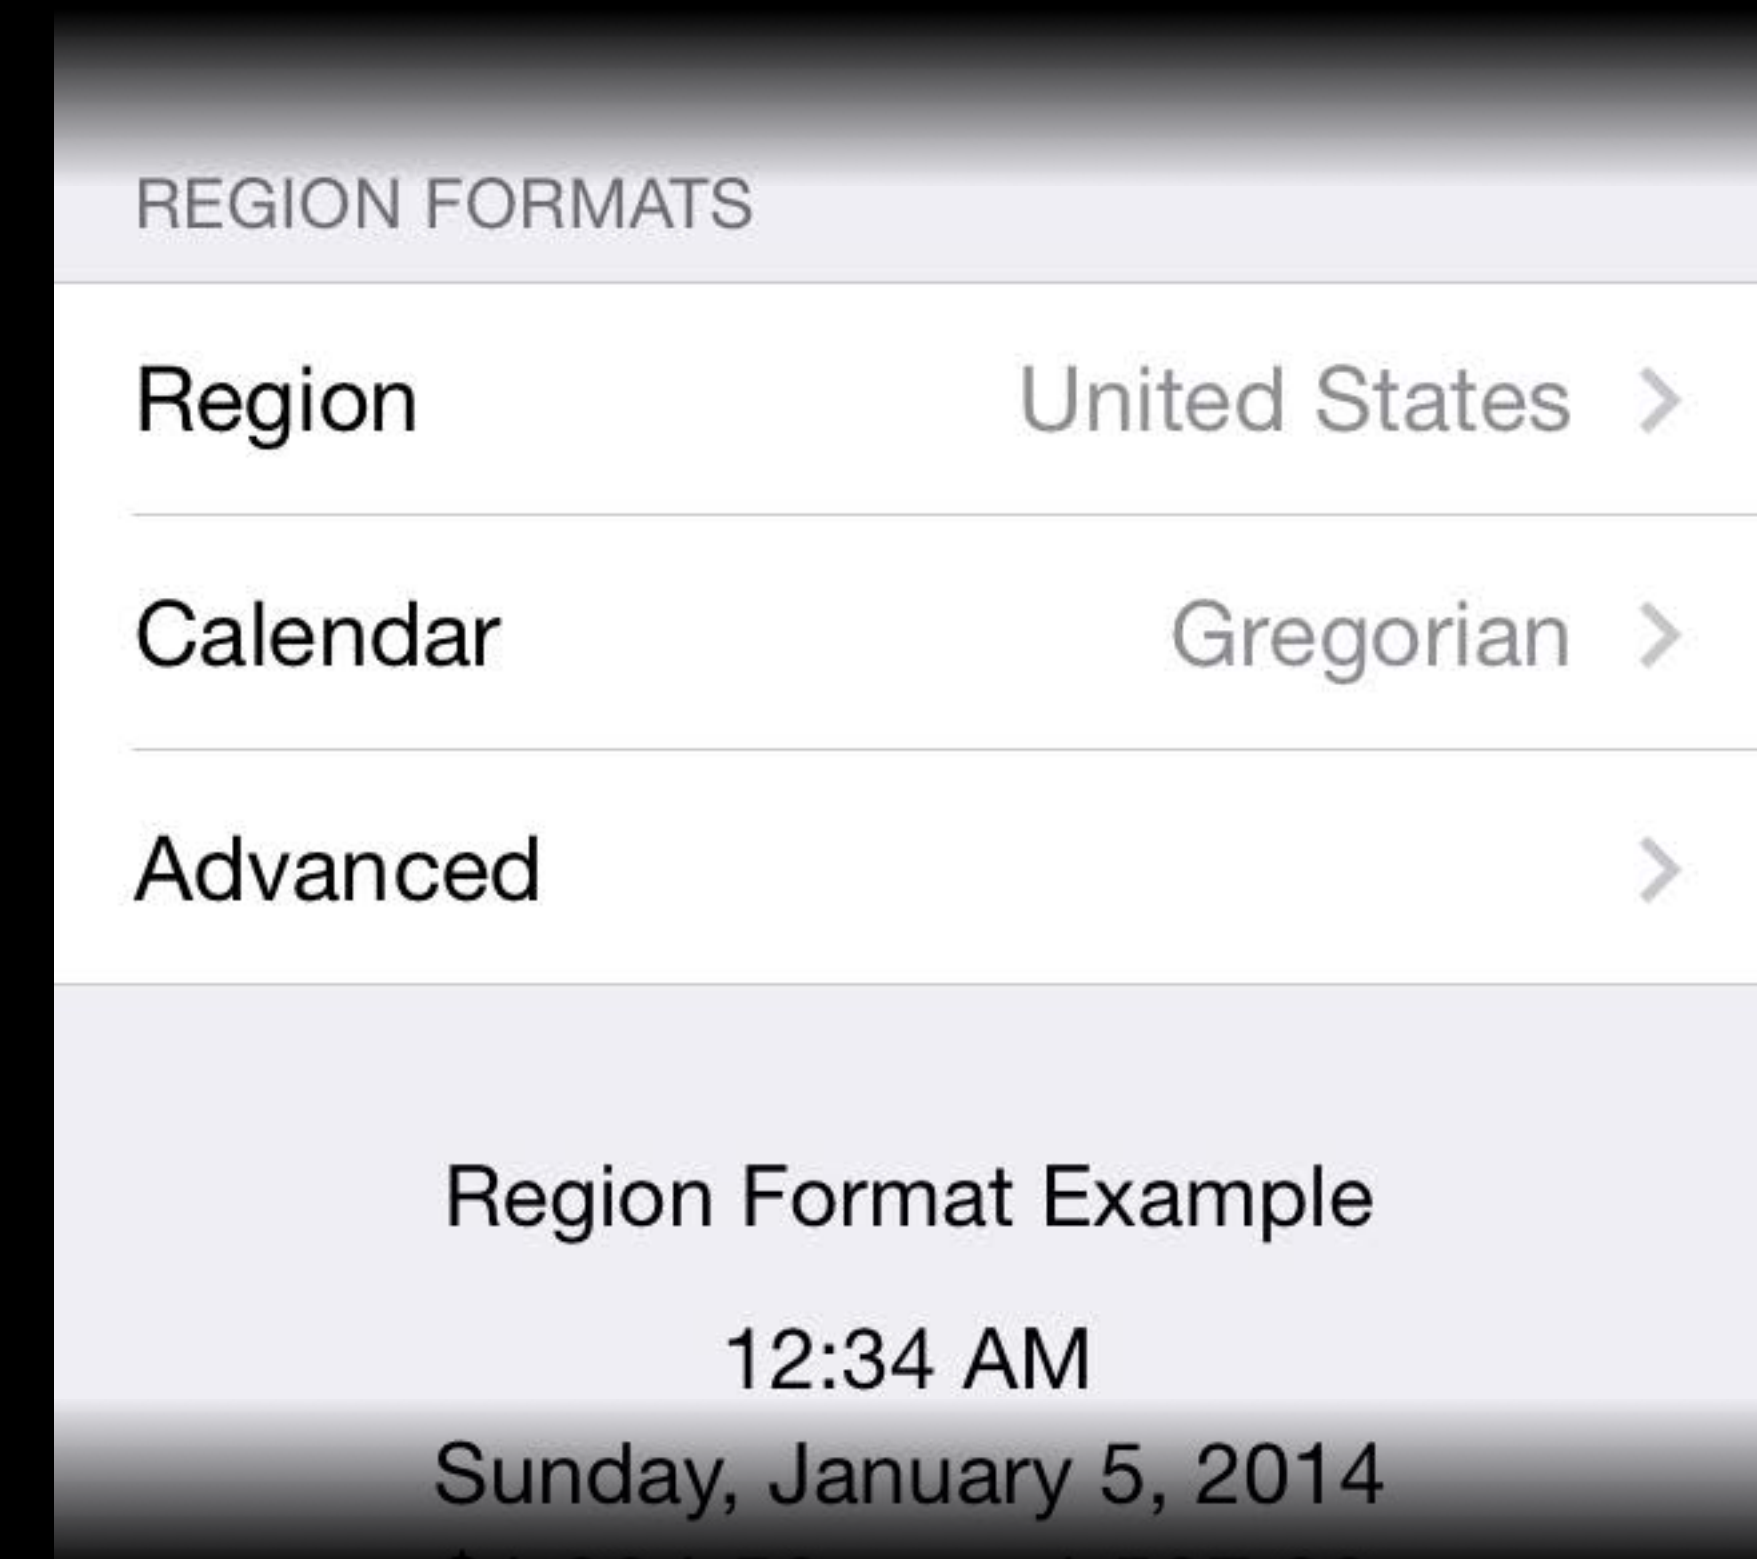 REGION FORMATS
Region United States
Calendar Gregorian
Advanced
Region Format Example
12:34 AM
Sunday, January 5, 2014